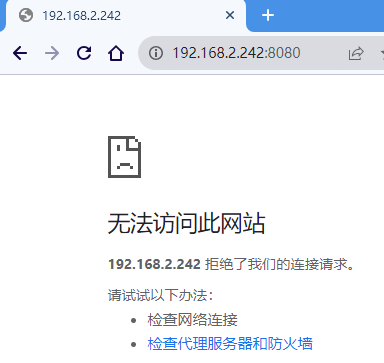 192.168.2.242
192.168.2.242:8080
无法访问此网站
192.168.2.242 拒绝了我们的连接请求。
请试试以下办法：
检查网络连接
检查代理服务器和防火墙